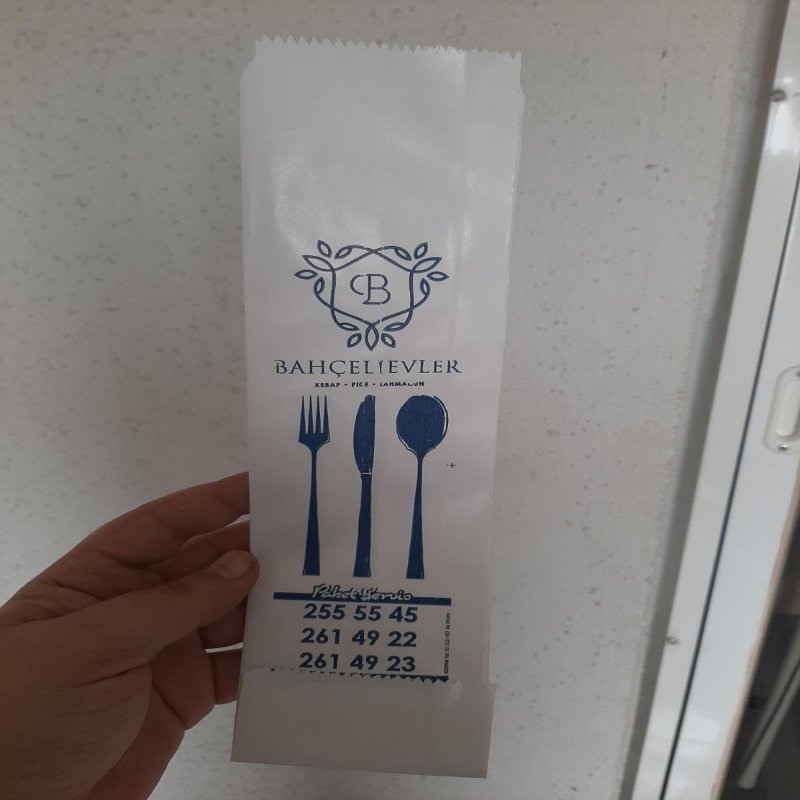 B
BAHÇELİEVLER
KEBAP • PİDE • LAHMACUN
Paket Servis
255 55 45
261 49 22
261 49 23